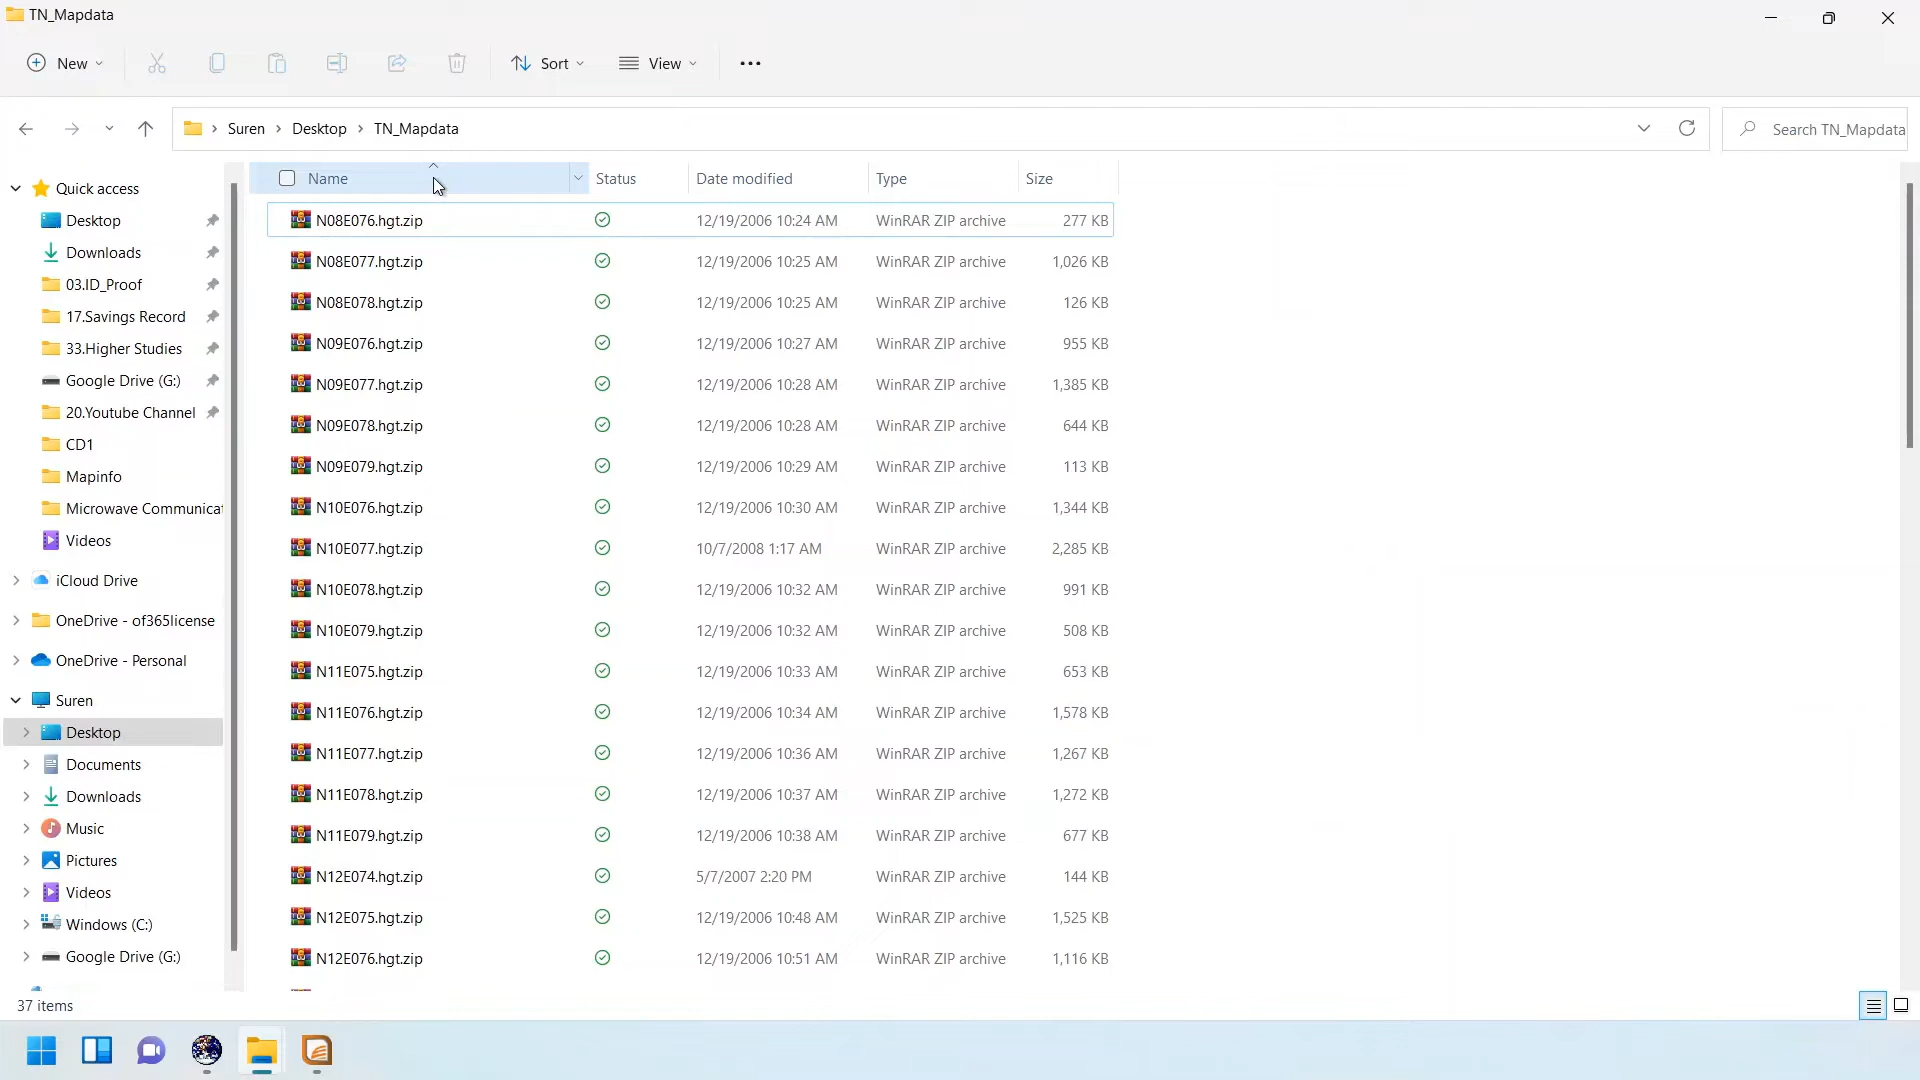 TN_Mapdata
New
Sort
View
Suren > Desktop > TN_Mapdata
Search TN_Mapdata
Name Status Date modified Type Size
Quick access
Desktop
Downloads
03.ID_Proof
17.Savings Record
33.Higher Studies
Google Drive (G:)
20.Youtube Channel
CD1
Mapinfo
Microwave Communicat
Videos
iCloud Drive
OneDrive - of365license
OneDrive - Personal
Suren
Desktop
Documents
Downloads
Music
Pictures
Videos
Windows (C:)
Google Drive (G:)
N08E076.hgt.zip 12/19/2006 10:24 AM WinRAR ZIP archive 277 KB
N08E077.hgt.zip 12/19/2006 10:25 AM WinRAR ZIP archive 1,026 KB
N08E078.hgt.zip 12/19/2006 10:25 AM WinRAR ZIP archive 126 KB
N09E076.hgt.zip 12/19/2006 10:27 AM WinRAR ZIP archive 955 KB
N09E077.hgt.zip 12/19/2006 10:28 AM WinRAR ZIP archive 1,385 KB
N09E078.hgt.zip 12/19/2006 10:28 AM WinRAR ZIP archive 644 KB
N09E079.hgt.zip 12/19/2006 10:29 AM WinRAR ZIP archive 113 KB
N10E076.hgt.zip 12/19/2006 10:30 AM WinRAR ZIP archive 1,344 KB
N10E077.hgt.zip 10/7/2008 1:17 AM WinRAR ZIP archive 2,285 KB
N10E078.hgt.zip 12/19/2006 10:32 AM WinRAR ZIP archive 991 KB
N10E079.hgt.zip 12/19/2006 10:32 AM WinRAR ZIP archive 508 KB
N11E075.hgt.zip 12/19/2006 10:33 AM WinRAR ZIP archive 653 KB
N11E076.hgt.zip 12/19/2006 10:34 AM WinRAR ZIP archive 1,578 KB
N11E077.hgt.zip 12/19/2006 10:36 AM WinRAR ZIP archive 1,267 KB
N11E078.hgt.zip 12/19/2006 10:37 AM WinRAR ZIP archive 1,272 KB
N11E079.hgt.zip 12/19/2006 10:38 AM WinRAR ZIP archive 677 KB
N12E074.hgt.zip 5/7/2007 2:20 PM WinRAR ZIP archive 144 KB
N12E075.hgt.zip 12/19/2006 10:48 AM WinRAR ZIP archive 1,525 KB
N12E076.hgt.zip 12/19/2006 10:51 AM WinRAR ZIP archive 1,116 KB
37 items